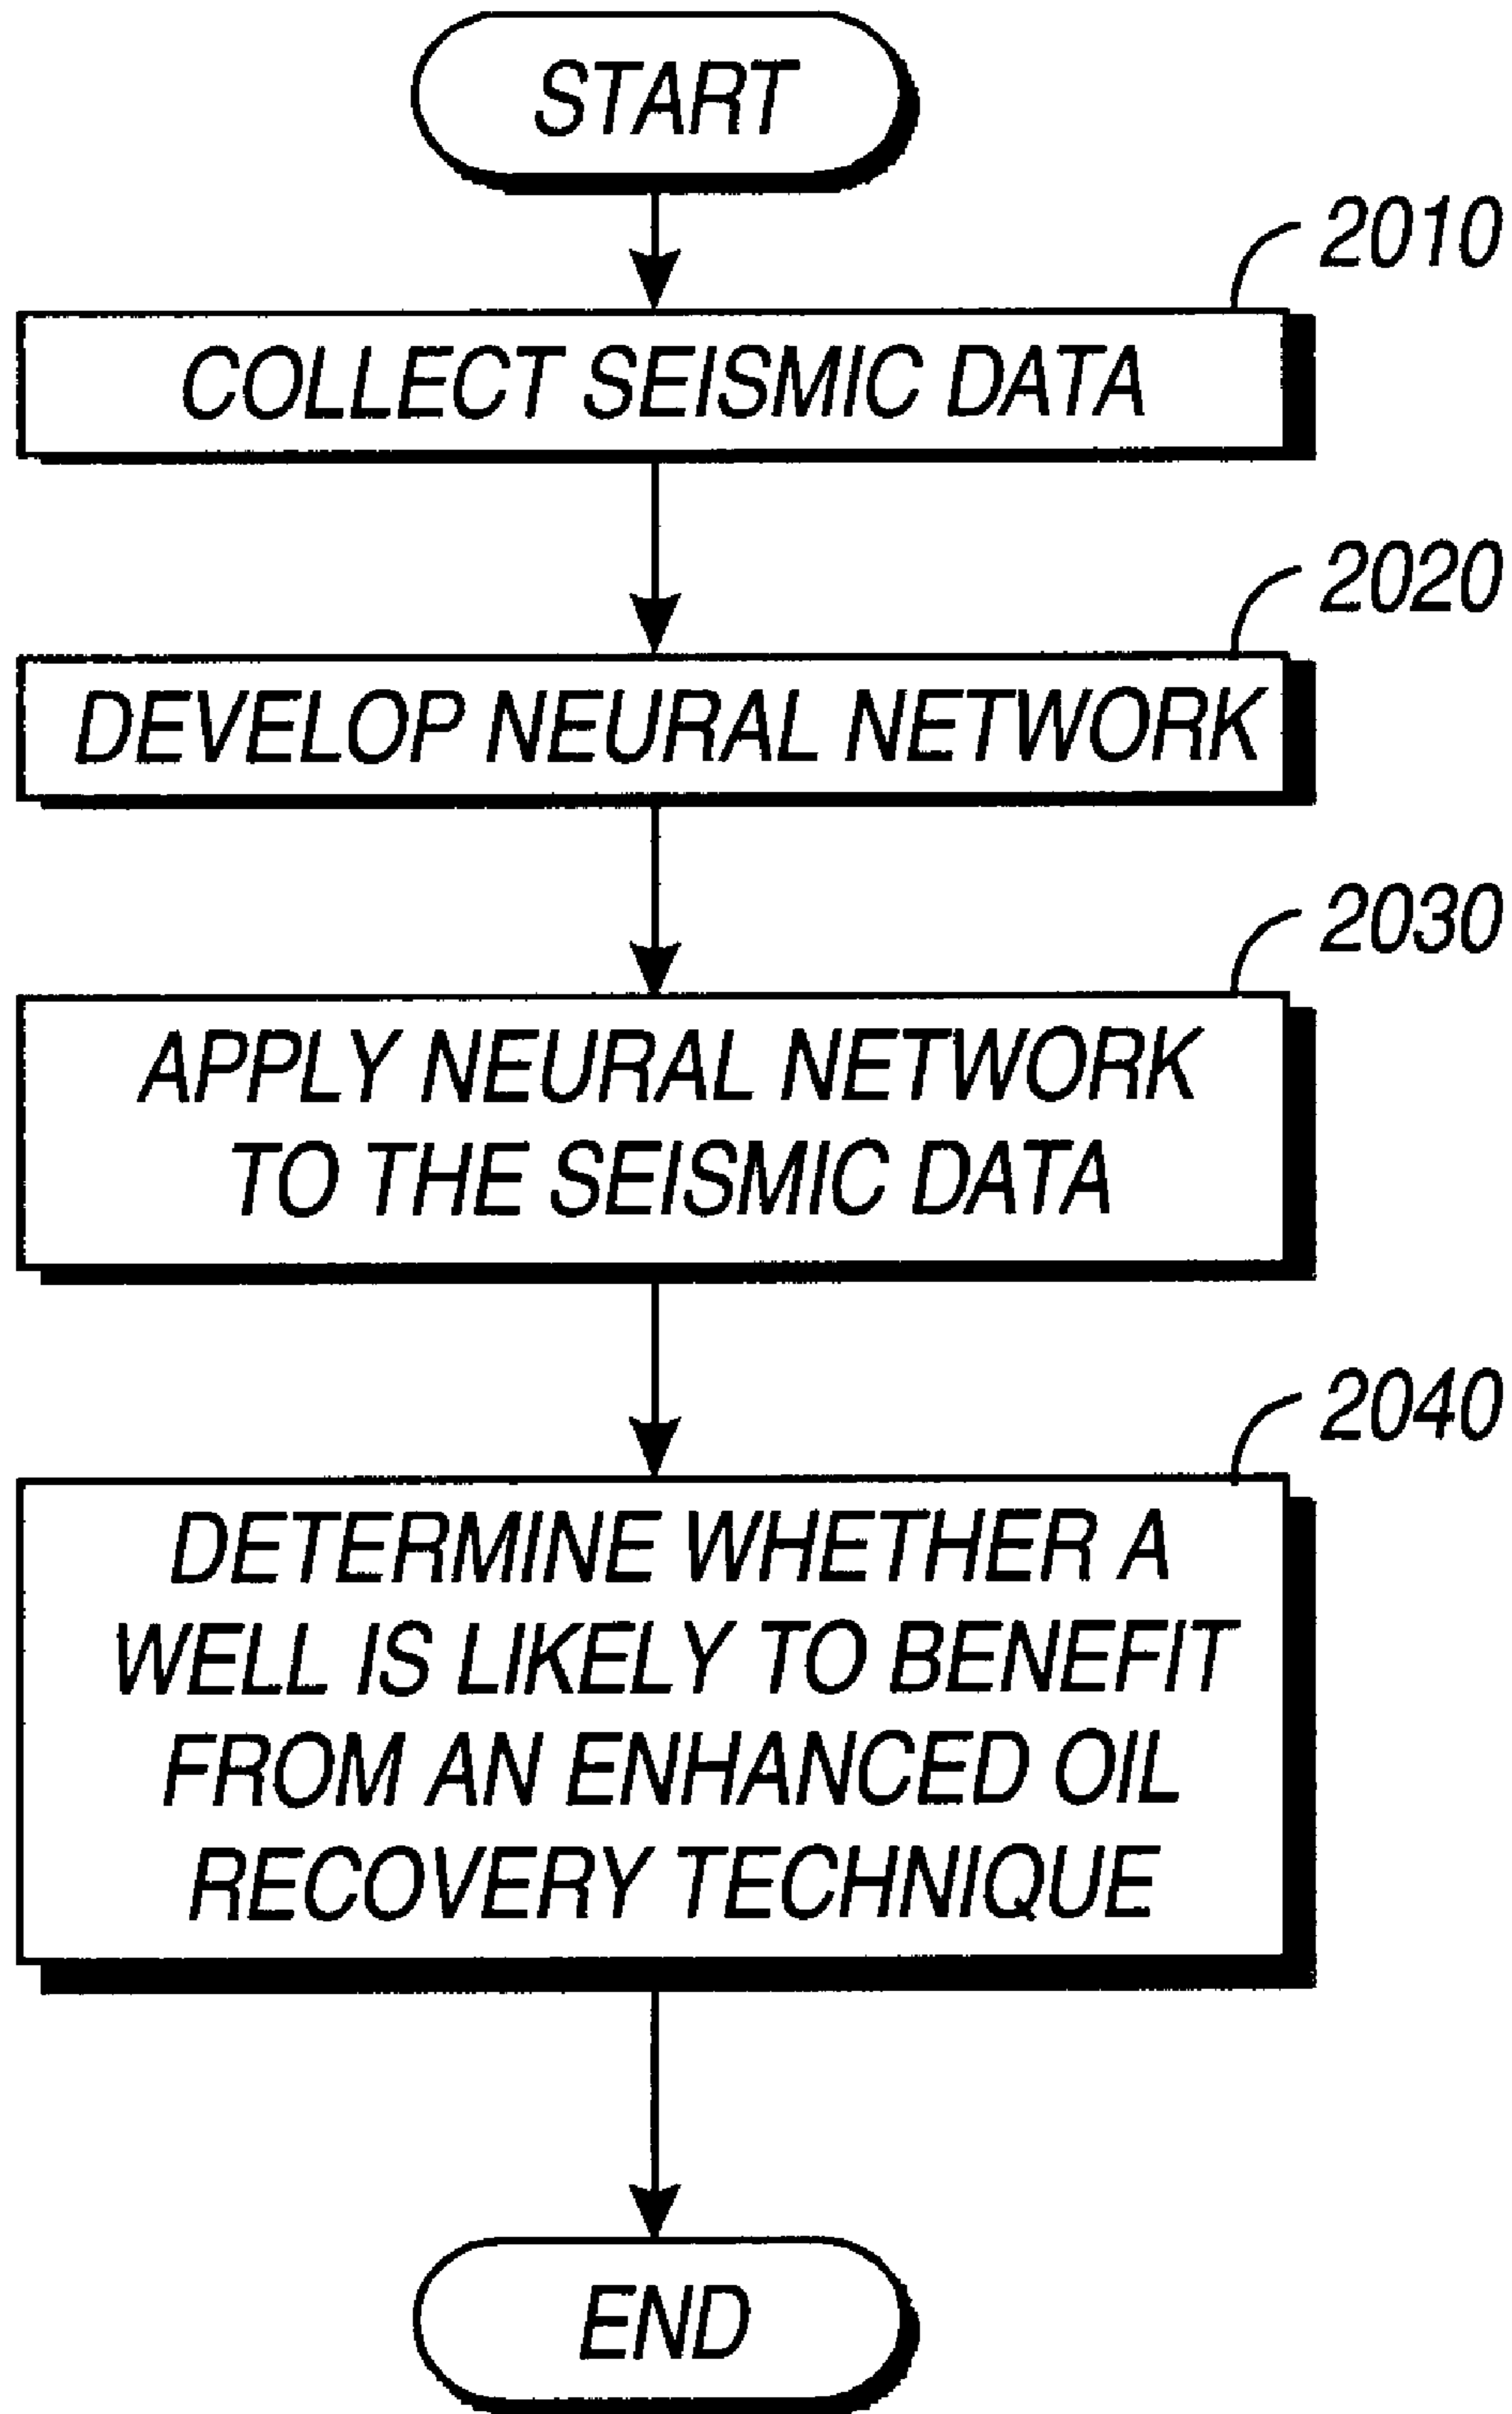 START
2010
COLLECT SEISMIC DATA
2020
DEVELOP NEURAL NETWORK
2030
APPLY NEURAL NETWORK
TO THE SEISMIC DATA
2040
DETERMINE WHETHER A
WELL IS LIKELY TO BENEFIT
FROM AN ENHANCED OIL
RECOVERY TECHNIQUE
END